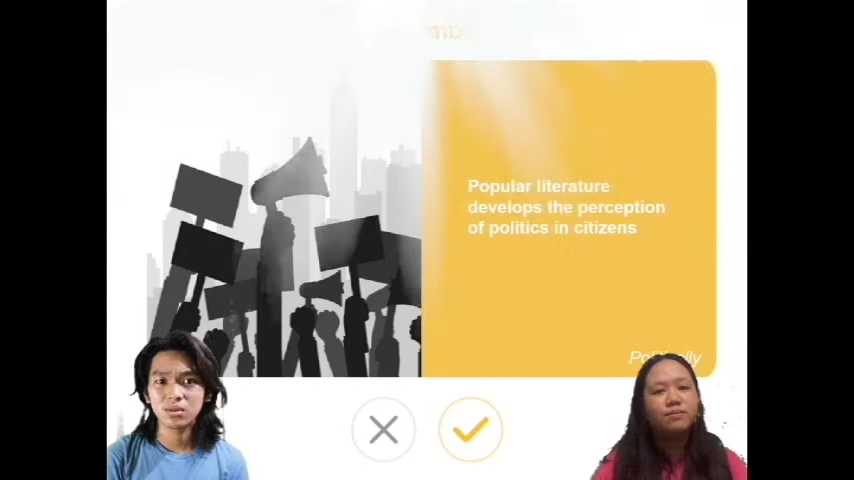 Popular literature
develops the perception
of politics in citizens